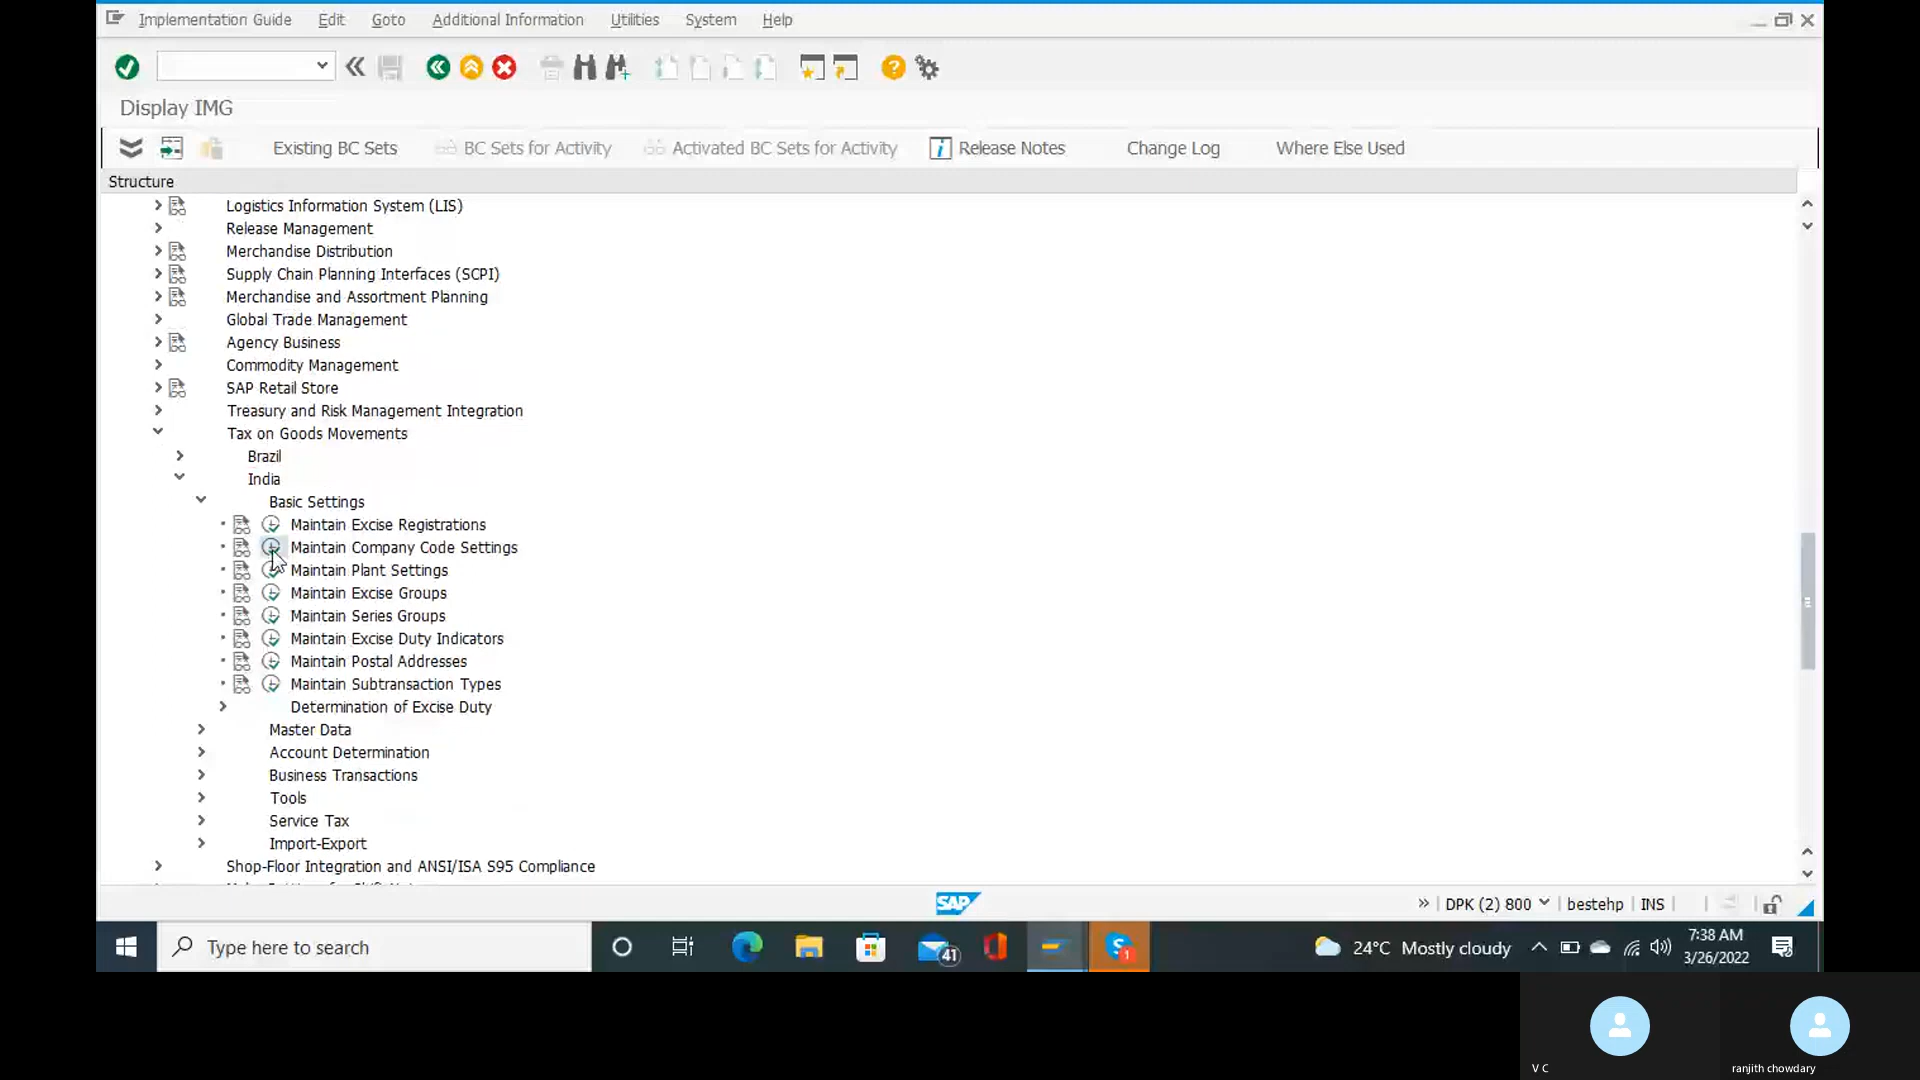 Implementation Guide Edit Goto Additional Information Utilities System Help
Display IMG
Existing BC Sets BC Sets for Activity Activated BC Sets for Activity Release Notes Change Log Where Else Used
Structure
Logistics Information System (LIS)
Release Management
Merchandise Distribution
Supply Chain Planning Interfaces (SCPI)
Merchandise and Assortment Planning
Global Trade Management
Agency Business
Commodity Management
SAP Retail Store
Treasury and Risk Management Integration
Tax on Goods Movements
Brazil
India
Basic Settings
Maintain Excise Registrations
Maintain Company Code Settings
Maintain Plant Settings
Maintain Excise Groups
Maintain Series Groups
Maintain Excise Duty Indicators
Maintain Postal Addresses
Maintain Subtransaction Types
Determination of Excise Duty
Master Data
Account Determination
Business Transactions
Tools
Service Tax
Import-Export
Shop-Floor Integration and ANSI/ISA S95 Compliance
SAP DPK (2) 800 bestehp INS
Type here to search 41 1 24°C Mostly cloudy 7:38 AM
3/26/2022
V C ranjith chowdary